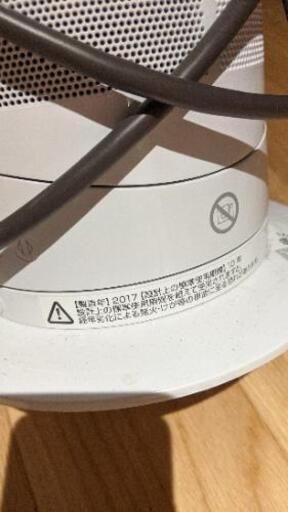 【製造年】2017【設計上の標準使用期間】10年
設計上の標準使用期間を超えて使用されますと、
経年劣化による発火・けが等の事故に至るおそれがあります。